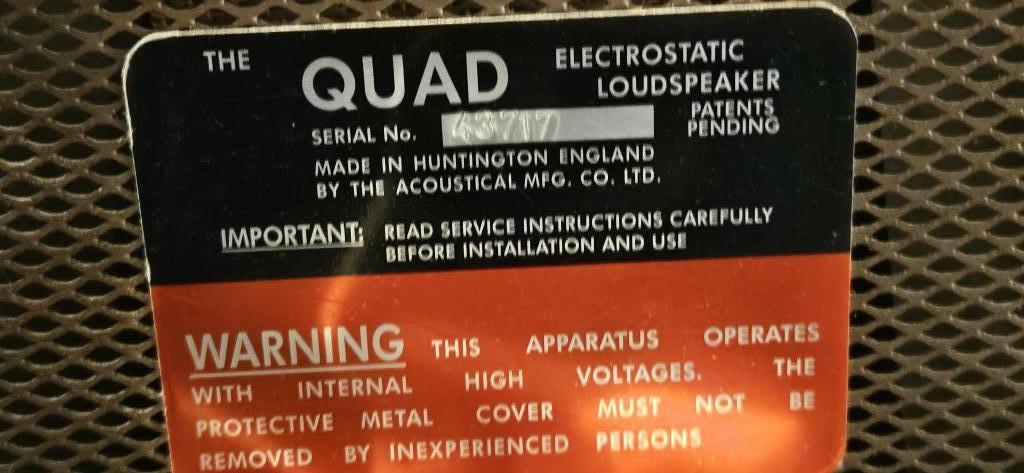 THE QUAD ELECTROSTATIC
LOUDSPEAKER
SERIAL No. 43717 PATENTS
PENDING
MADE IN HUNTINGTON ENGLAND
BY THE ACOUSTICAL MFG. CO. LTD.
IMPORTANT: READ SERVICE INSTRUCTIONS CAREFULLY
BEFORE INSTALLATION AND USE
WARNING THIS APPARATUS OPERATES
WITH INTERNAL HIGH VOLTAGES. THE
PROTECTIVE METAL COVER MUST NOT BE
REMOVED BY INEXPERIENCED PERSONS